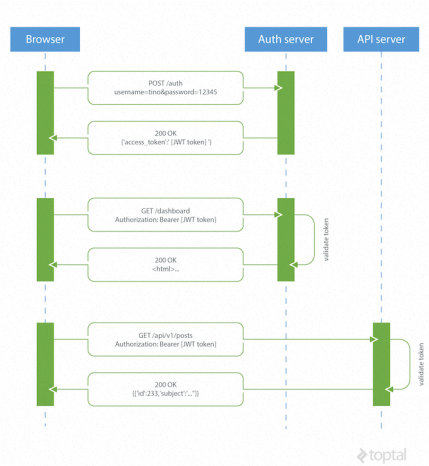 Browser
Auth server
API server
POST /auth
username=tino&password=12345
200 OK
{'access_token':' [JWT token] '}
GET /dashboard
Authorization: Bearer [JWT token]
validate token
200 OK
<html>...
GET /api/v1/posts
Authorization: Bearer [JWT token]
validate token
200 OK
[{'id':233,'subject':'..."}]
toptal